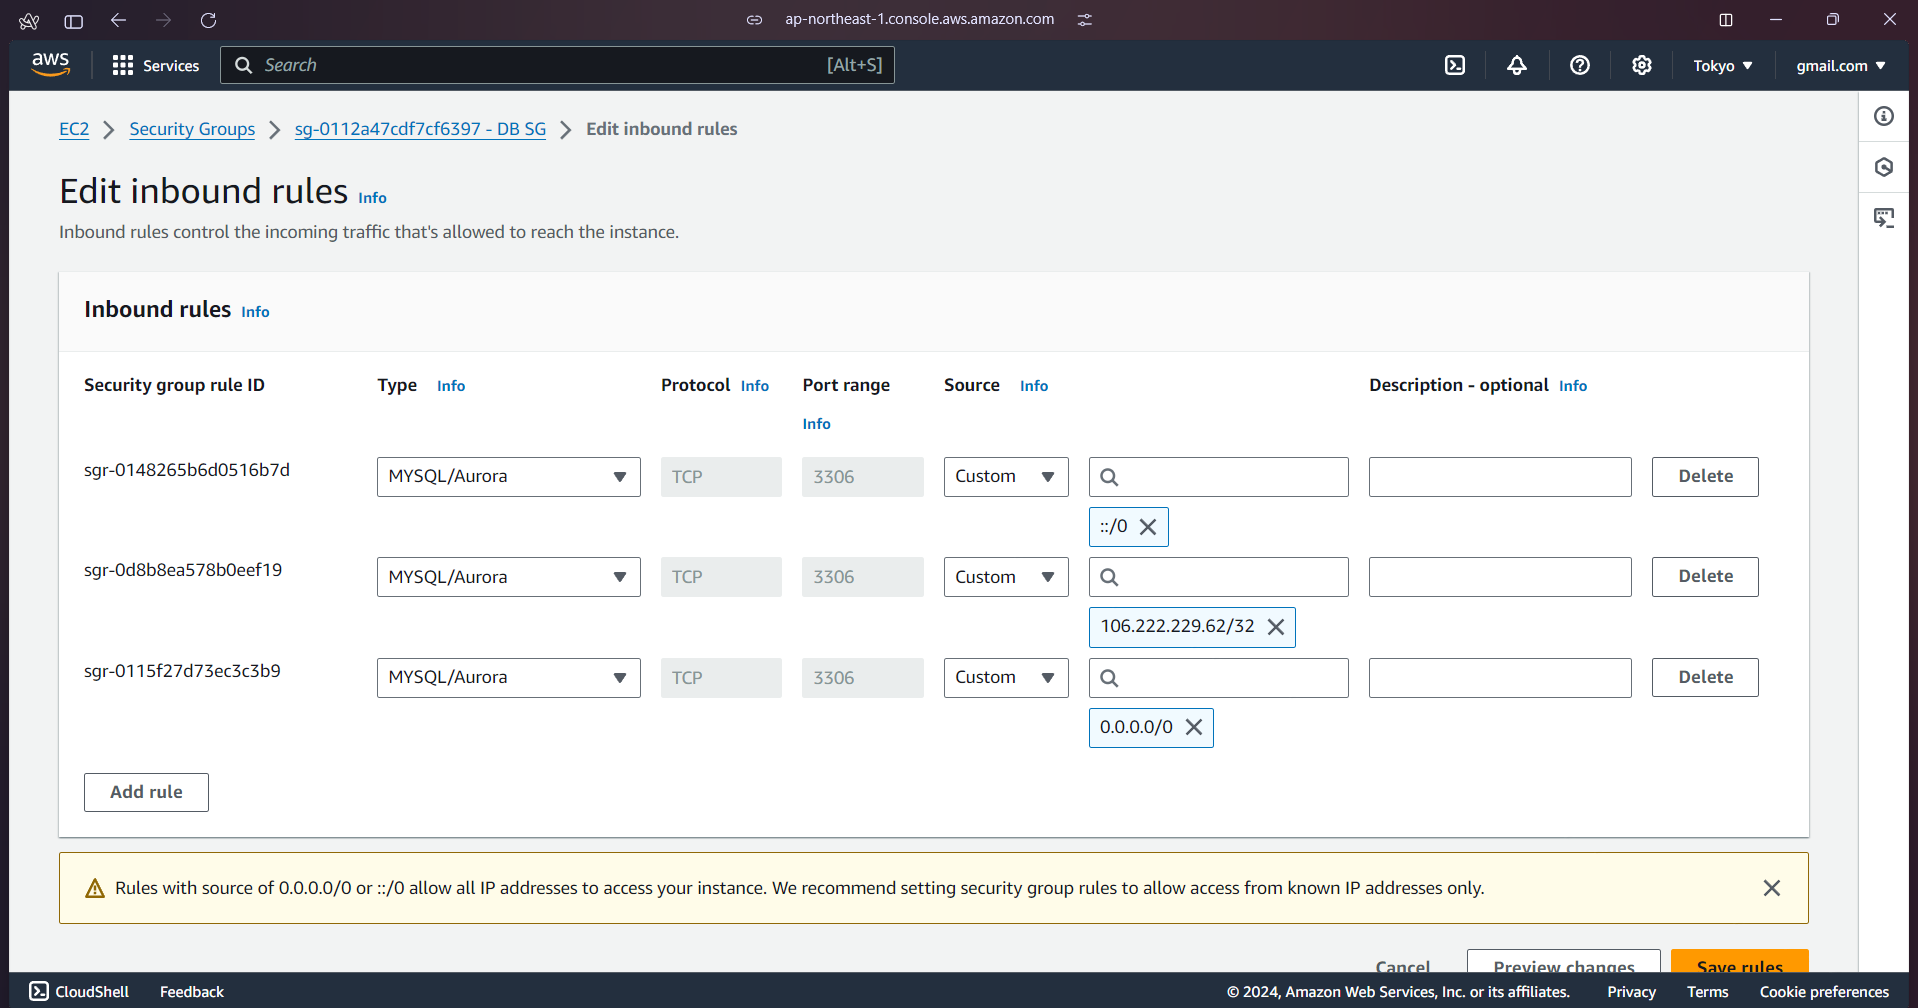 ap-northeast-1.console.aws.amazon.com
aws
Services
Search
[Alt+S]
Tokyo
gmail.com
EC2
Security Groups
sg-0112a47cdf7cf6397 - DB SG
Edit inbound rules
Edit inbound rules Info
Inbound rules control the incoming traffic that's allowed to reach the instance.
Inbound rules Info
Security group rule ID
Type Info
Protocol Info
Port range
Info
Source Info
Description - optional Info
sgr-0148265b6d0516b7d
MYSQL/Aurora
TCP
3306
Custom
::/0
Delete
sgr-0d8b8ea578b0eef19
MYSQL/Aurora
TCP
3306
Custom
106.222.229.62/32
Delete
sgr-0115f27d73ec3c3b9
MYSQL/Aurora
TCP
3306
Custom
0.0.0.0/0
Delete
Add rule
Rules with source of 0.0.0.0/0 or ::/0 allow all IP addresses to access your instance. We recommend setting security group rules to allow access from known IP addresses only.
Cancel
Preview changes
Save rules
CloudShell
Feedback
© 2024, Amazon Web Services, Inc. or its affiliates.
Privacy
Terms
Cookie preferences